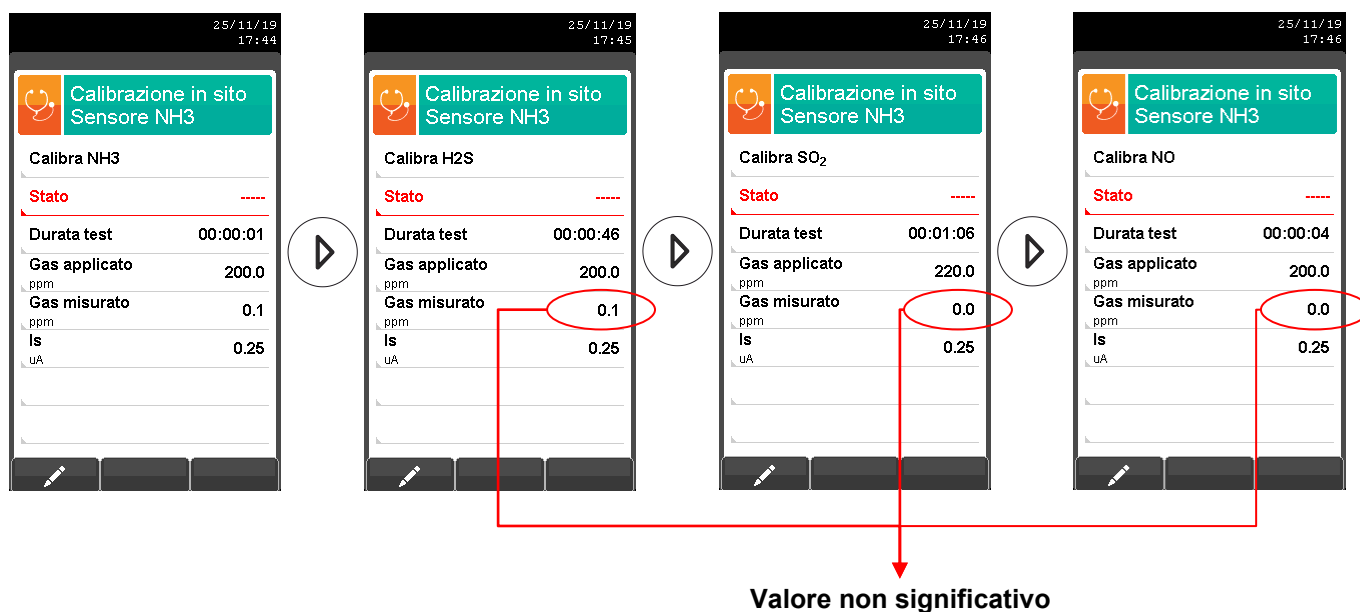 25/11/19
17:44
Calibrazione in sito
Sensore NH3
Calibra NH3
Stato -----
Durata test 00:00:01
Gas applicato 200.0
ppm
Gas misurato 0.1
ppm
Is 0.25
uA
25/11/19
17:45
Calibrazione in sito
Sensore NH3
Calibra H2S
Stato -----
Durata test 00:00:46
Gas applicato 200.0
ppm
Gas misurato 0.1
ppm
Is 0.25
uA
25/11/19
17:46
Calibrazione in sito
Sensore NH3
Calibra SO₂
Stato -----
Durata test 00:01:06
Gas applicato 220.0
ppm
Gas misurato 0.0
ppm
Is 0.25
uA
25/11/19
17:46
Calibrazione in sito
Sensore NH3
Calibra NO
Stato -----
Durata test 00:00:04
Gas applicato 200.0
ppm
Gas misurato 0.0
ppm
Is 0.25
uA
Valore non significativo